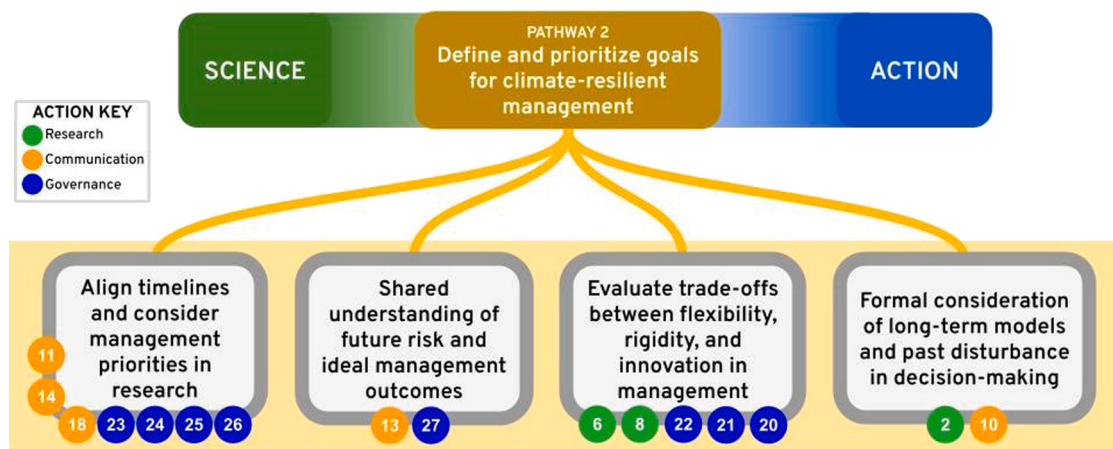 SCIENCE
PATHWAY 2
Define and prioritize goals
for climate-resilient
management
ACTION
ACTION KEY
Research
Communication
Governance
Align timelines
and consider
management
priorities in
research
11
14
18 23 24 25 26
Shared
understanding of
future risk and
ideal management
outcomes
13 27
Evaluate trade-offs
between flexibility,
rigidity, and
innovation in
management
6 8 22 21 20
Formal consideration
of long-term models
and past disturbance
in decision-making
2 10